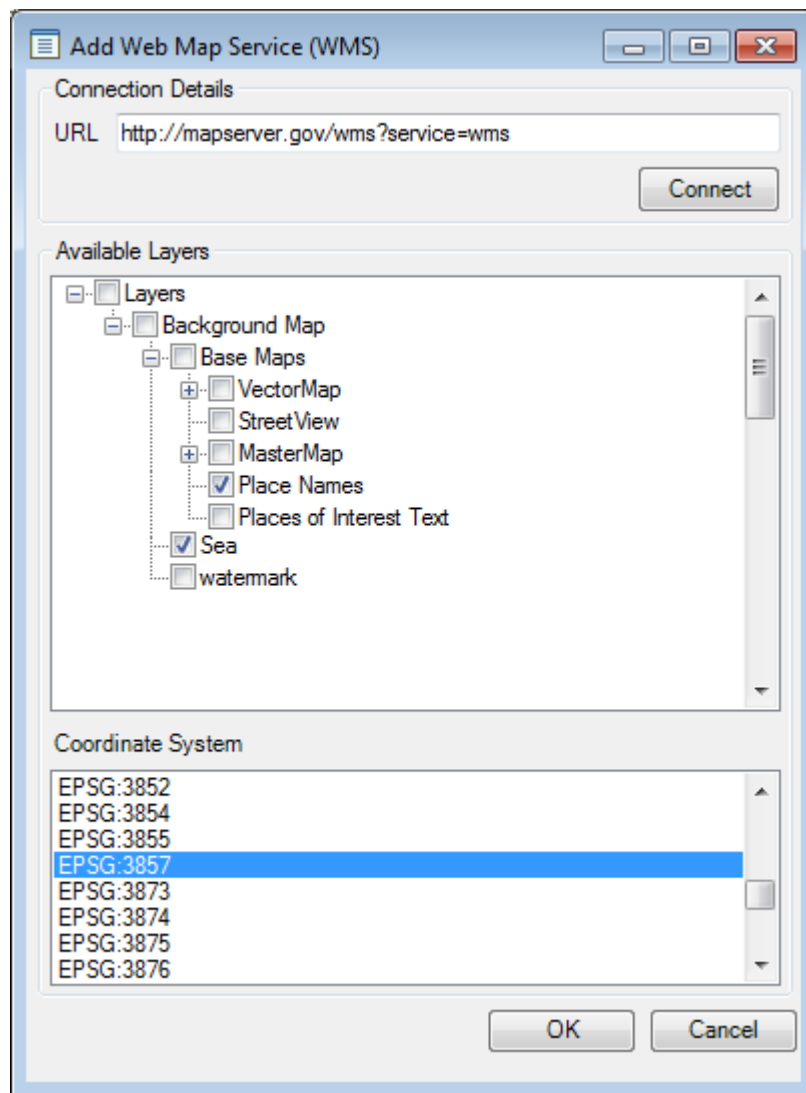 Add Web Map Service (WMS)
Connection Details
URL http://mapserver.gov/wms?service=wms
Connect
Available Layers
Layers
Background Map
Base Maps
VectorMap
StreetView
MasterMap
Place Names
Places of Interest Text
Sea
watermark
Coordinate System
EPSG:3852
EPSG:3854
EPSG:3855
EPSG:3857
EPSG:3873
EPSG:3874
EPSG:3875
EPSG:3876
OK Cancel